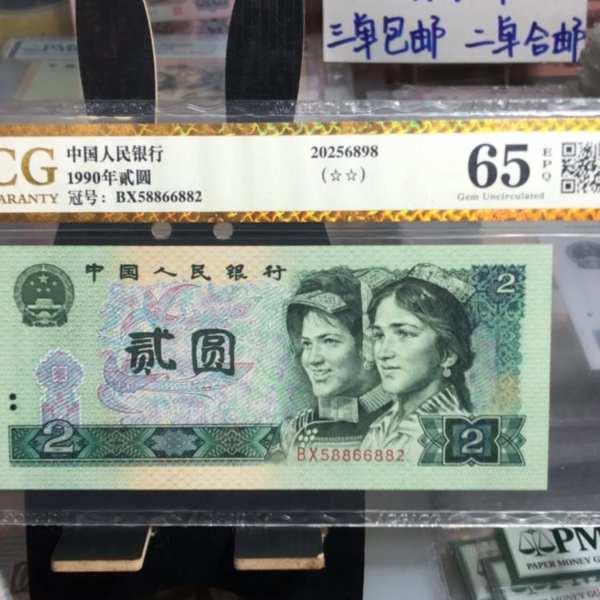 三单包邮 二单合邮
CG
ARANTY
中国人民银行
1990年贰圆
冠号: BX58866882
20256898
(☆☆)
65
EPQ
Gem Uncirculated
中国人民银行
2
贰圆
2
BX58866882
2
PM
PAPER MONEY GU